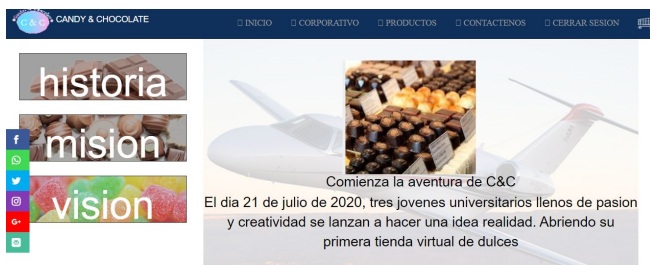 C & C
CANDY & CHOCOLATE
INICIO
CORPORATIVO
PRODUCTOS
CONTACTENOS
CERRAR SESION
historia
mision
vision
f
G+
Comienza la aventura de C&C
El dia 21 de julio de 2020, tres jovenes universitarios llenos de pasion
y creatividad se lanzan a hacer una idea realidad. Abriendo su
primera tienda virtual de dulces